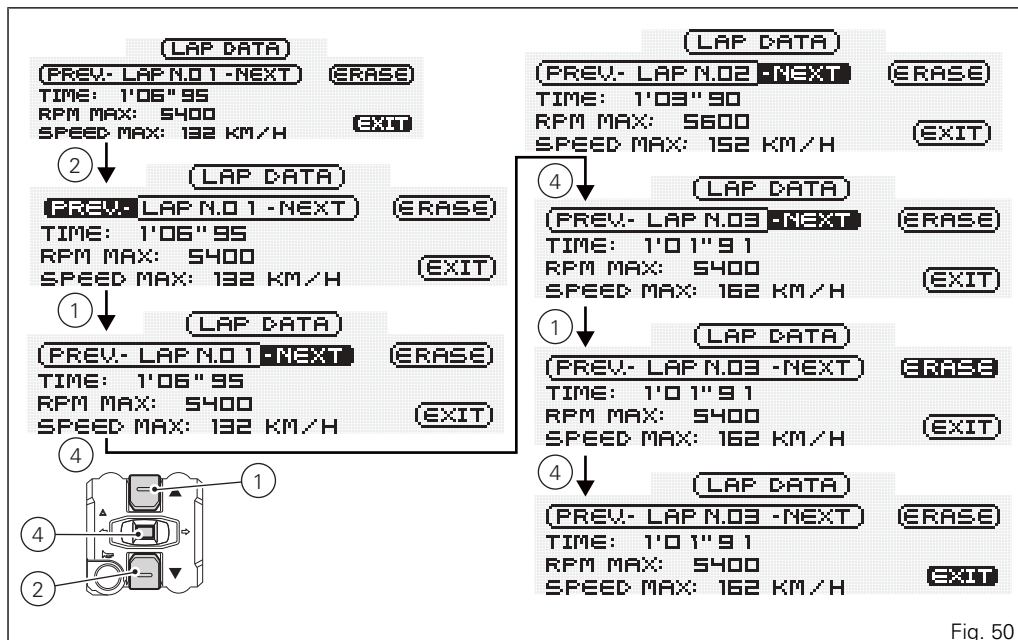 (LAP DATA)
(PREV.- LAP N.01 -NEXT) (ERASE)
TIME: 1'06"95
RPM MAX: 5400
SPEED MAX: 132 KM/H (EXIT)
2
(LAP DATA)
(PREV.- LAP N.01 -NEXT) (ERASE)
TIME: 1'06"95
RPM MAX: 5400
SPEED MAX: 132 KM/H (EXIT)
1
(LAP DATA)
(PREV.- LAP N.01 -NEXT) (ERASE)
TIME: 1'06"95
RPM MAX: 5400
SPEED MAX: 132 KM/H (EXIT)
4
1
4
2
(LAP DATA)
(PREV.- LAP N.02 -NEXT) (ERASE)
TIME: 1'03"90
RPM MAX: 5600
SPEED MAX: 152 KM/H (EXIT)
4
(LAP DATA)
(PREV.- LAP N.03 -NEXT) (ERASE)
TIME: 1'01"91
RPM MAX: 5400
SPEED MAX: 162 KM/H (EXIT)
1
(LAP DATA)
(PREV.- LAP N.03 -NEXT) (ERASE)
TIME: 1'01"91
RPM MAX: 5400
SPEED MAX: 162 KM/H (EXIT)
4
(LAP DATA)
(PREV.- LAP N.03 -NEXT) (ERASE)
TIME: 1'01"91
RPM MAX: 5400
SPEED MAX: 162 KM/H (EXIT)
Fig. 50